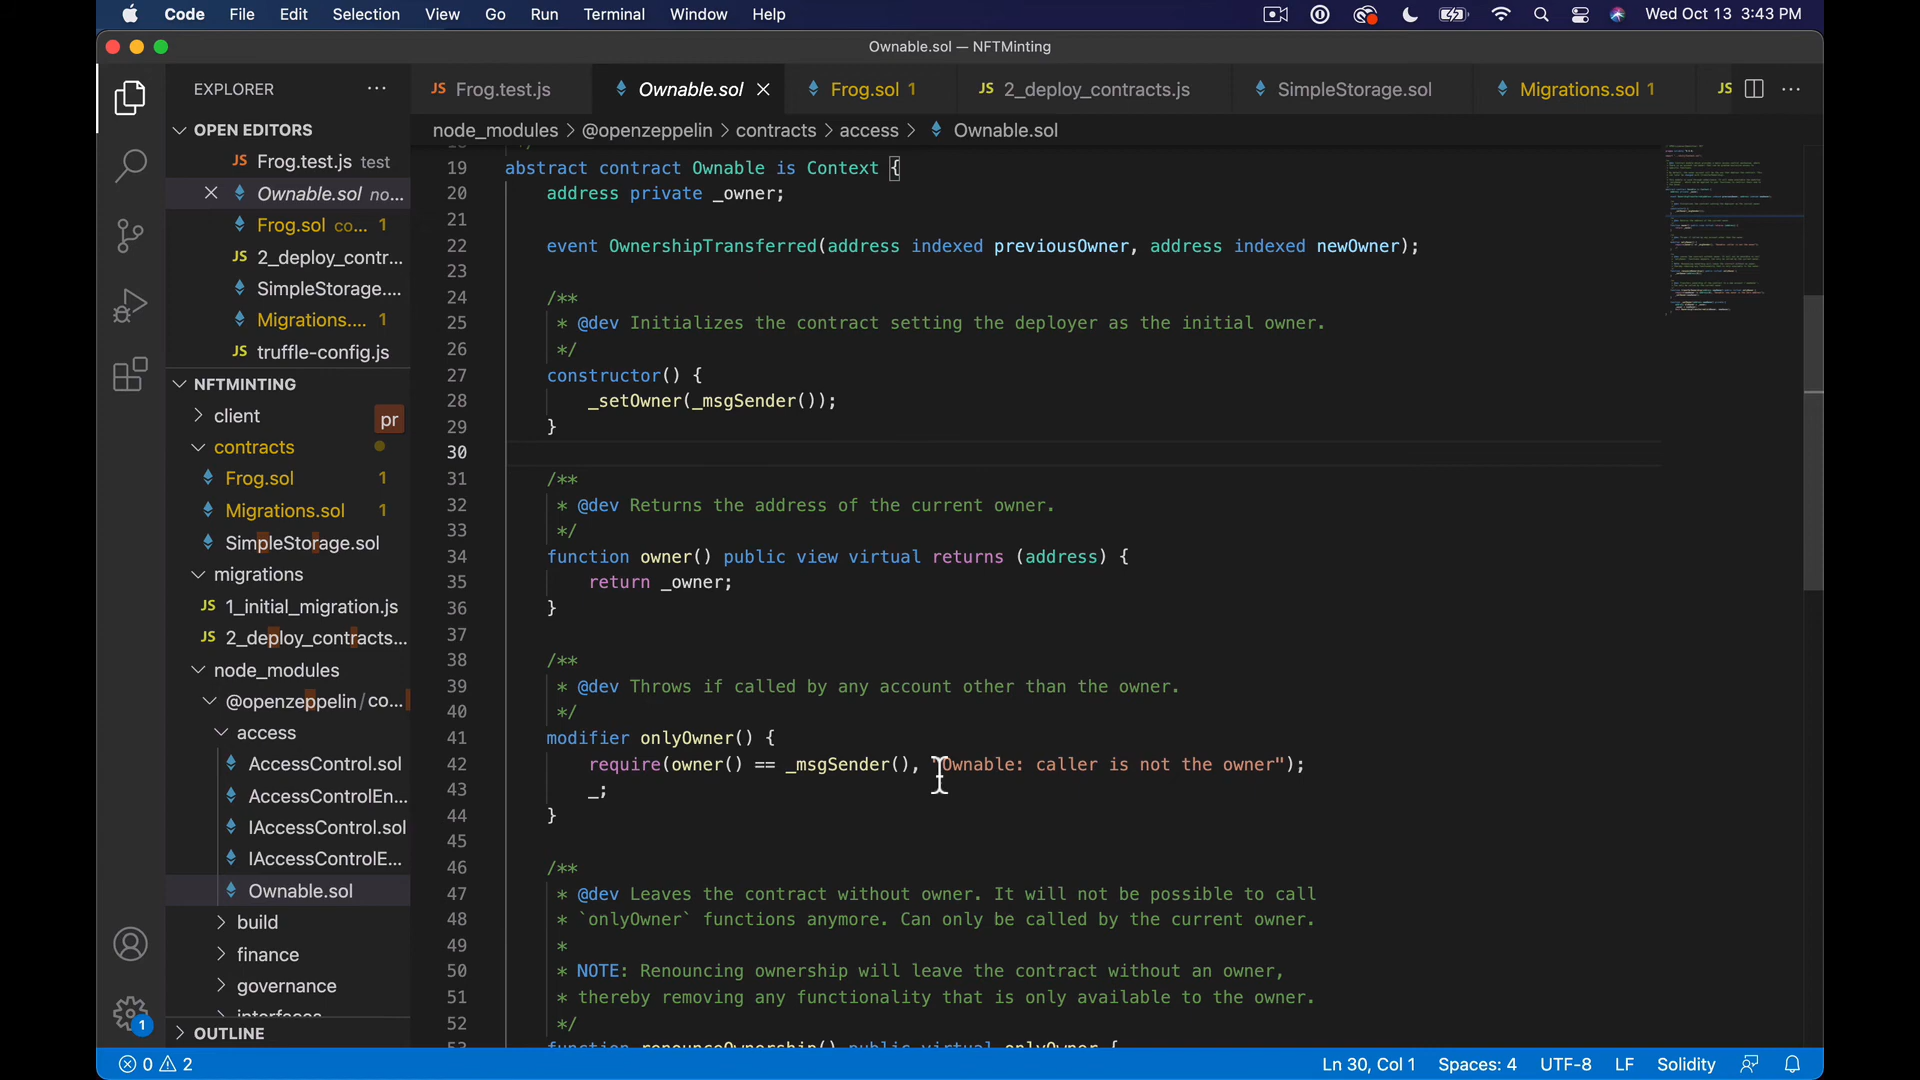 Code File Edit Selection View Go Run Terminal Window Help Wed Oct 13 3:43 PM
Ownable.sol — NFTMinting
EXPLORER ···
JS Frog.test.js
Ownable.sol
Frog.sol 1
JS 2_deploy_contracts.js
SimpleStorage.sol
Migrations.sol 1
JS
node_modules > @openzeppelin > contracts > access > Ownable.sol
OPEN EDITORS
JS Frog.test.js test
Ownable.sol no...
Frog.sol co... 1
JS 2_deploy_contr...
SimpleStorage....
Migrations.... 1
JS truffle-config.js
NFTMINTING
client pr
contracts
Frog.sol 1
Migrations.sol 1
SimpleStorage.sol
migrations
JS 1_initial_migration.js
JS 2_deploy_contracts...
node_modules
@openzeppelin/co...
access
AccessControl.sol
AccessControlEn...
IAccessControl.sol
IAccessControlE...
Ownable.sol
build
finance
governance
interfaces
OUTLINE
1
18 */
19 abstract contract Ownable is Context {
20 address private _owner;
21
22 event OwnershipTransferred(address indexed previousOwner, address indexed newOwner);
23
24 /**
25 * @dev Initializes the contract setting the deployer as the initial owner.
26 */
27 constructor() {
28 _setOwner(_msgSender());
29 }
30
31 /**
32 * @dev Returns the address of the current owner.
33 */
34 function owner() public view virtual returns (address) {
35 return _owner;
36 }
37
38 /**
39 * @dev Throws if called by any account other than the owner.
40 */
41 modifier onlyOwner() {
42 require(owner() == _msgSender(), "Ownable: caller is not the owner");
43 _;
44 }
45
46 /**
47 * @dev Leaves the contract without owner. It will not be possible to call
48 * `onlyOwner` functions anymore. Can only be called by the current owner.
49 *
50 * NOTE: Renouncing ownership will leave the contract without an owner,
51 * thereby removing any functionality that is only available to the owner.
52 */
53 function renounceOwnership() public virtual onlyOwner {
0 2 Ln 30, Col 1 Spaces: 4 UTF-8 LF Solidity